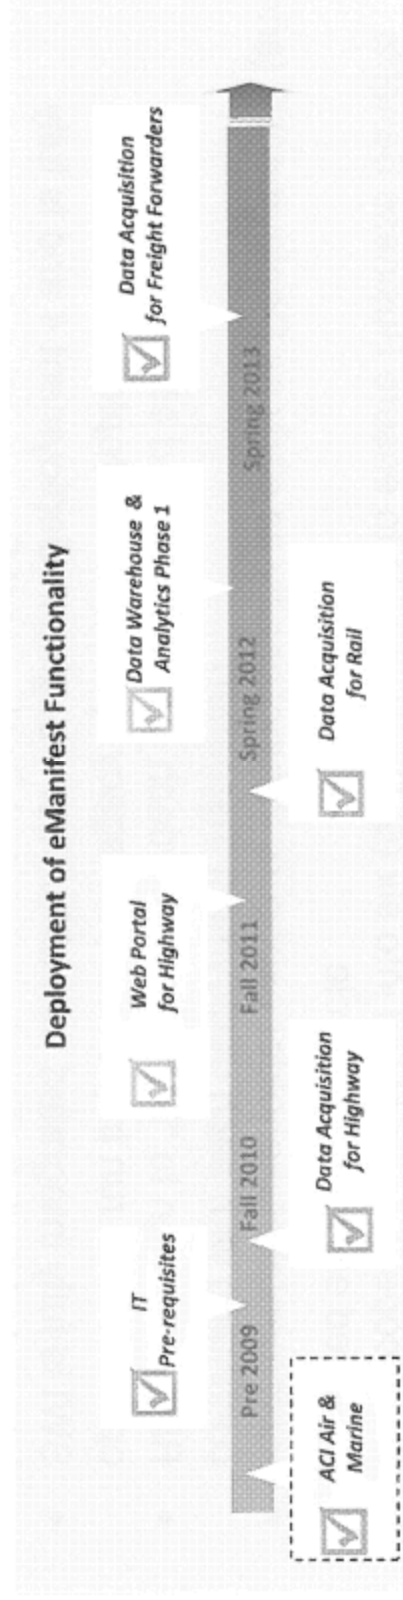 Deployment of eManifest Functionality
IT
Pre-requisites
Web Portal
for Highway
Data Warehouse &
Analytics Phase 1
Data Acquisition
for Freight Forwarders
Pre 2009
Fall 2010
Fall 2011
Spring 2012
Spring 2013
ACI Air &
Marine
Data Acquisition
for Highway
Data Acquisition
for Rail